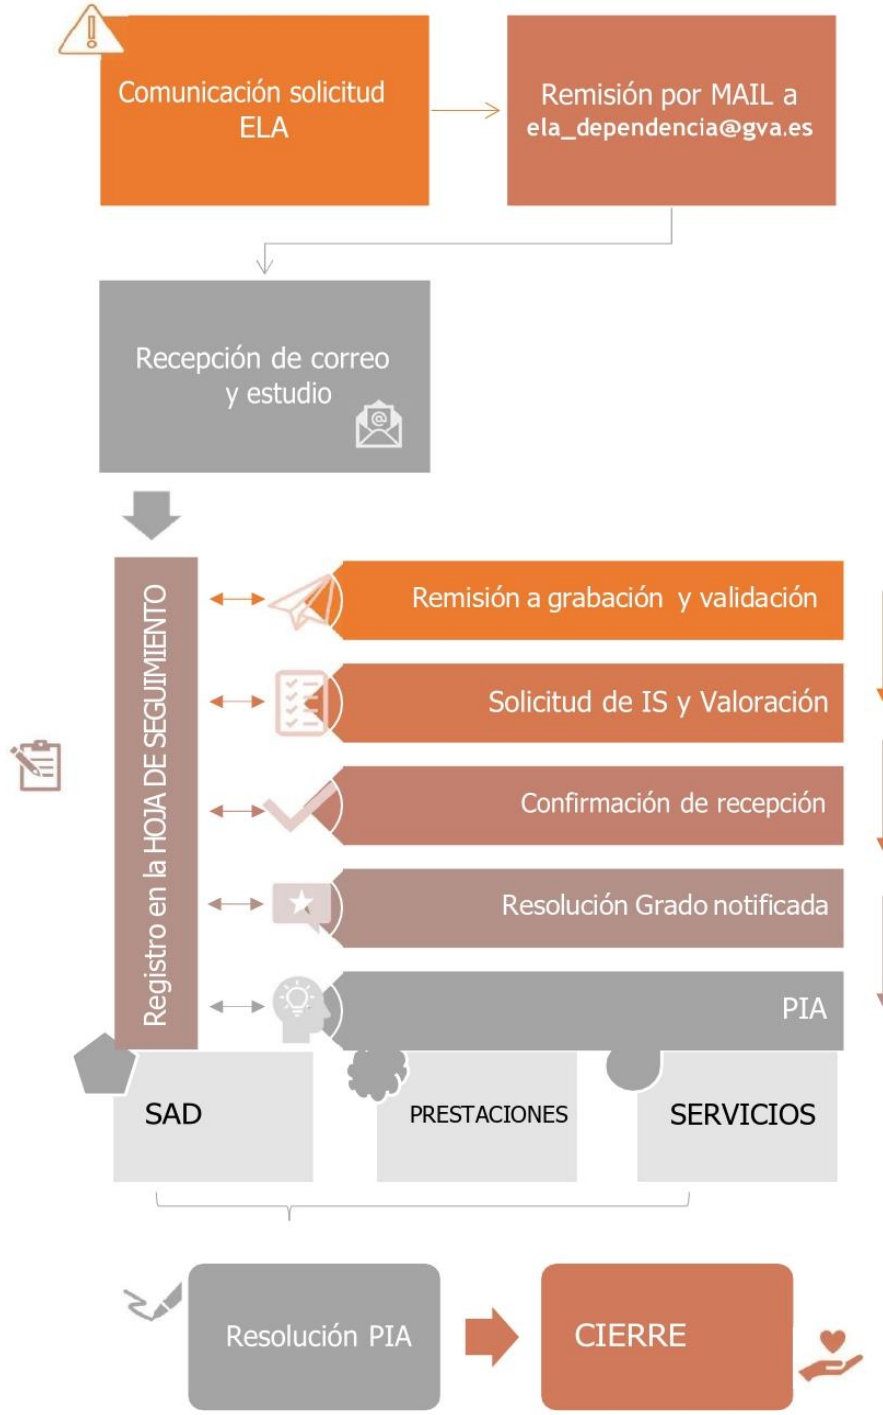 Comunicación solicitud
ELA
Remisión por MAIL a
ela_dependencia@gva.es
Recepción de correo
y estudio
@
Registro en la HOJA DE SEGUIMIENTO
Remisión a grabación y validación
Solicitud de IS y Valoración
Confirmación de recepción
Resolución Grado notificada
PIA
SAD
PRESTACIONES
SERVICIOS
Resolución PIA
CIERRE